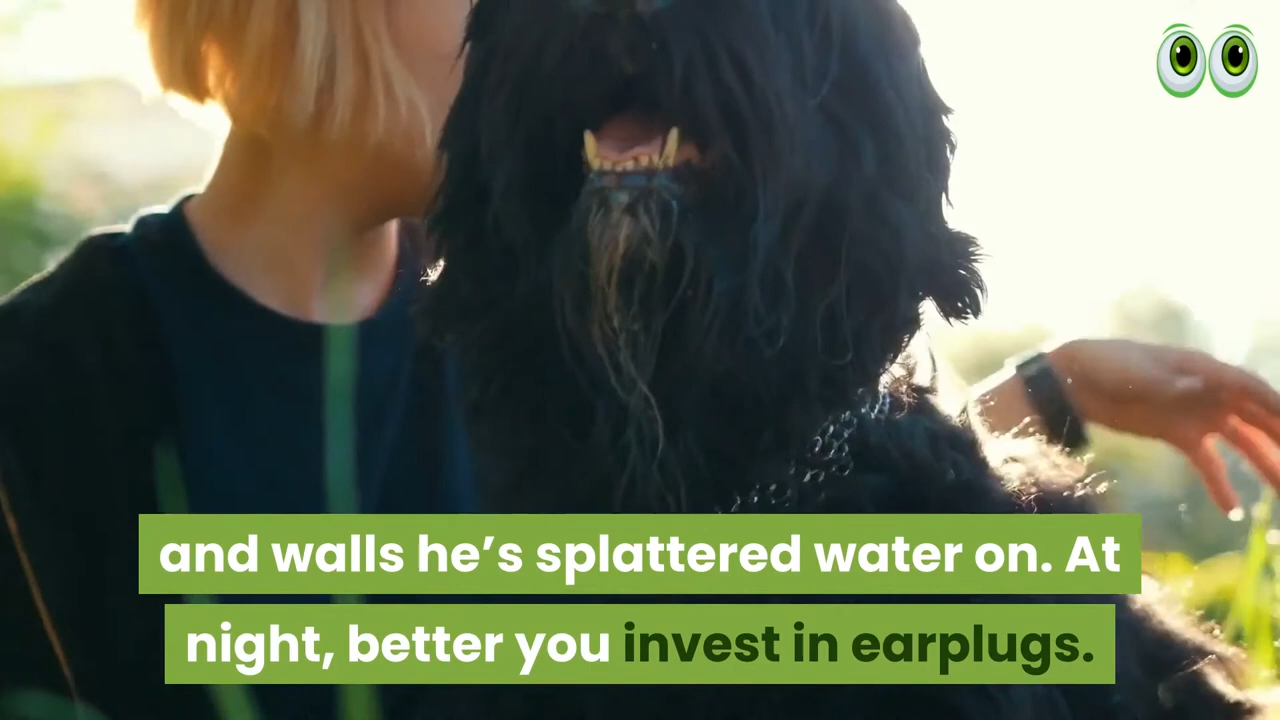 and walls he’s splattered water on. At
night, better you invest in earplugs.